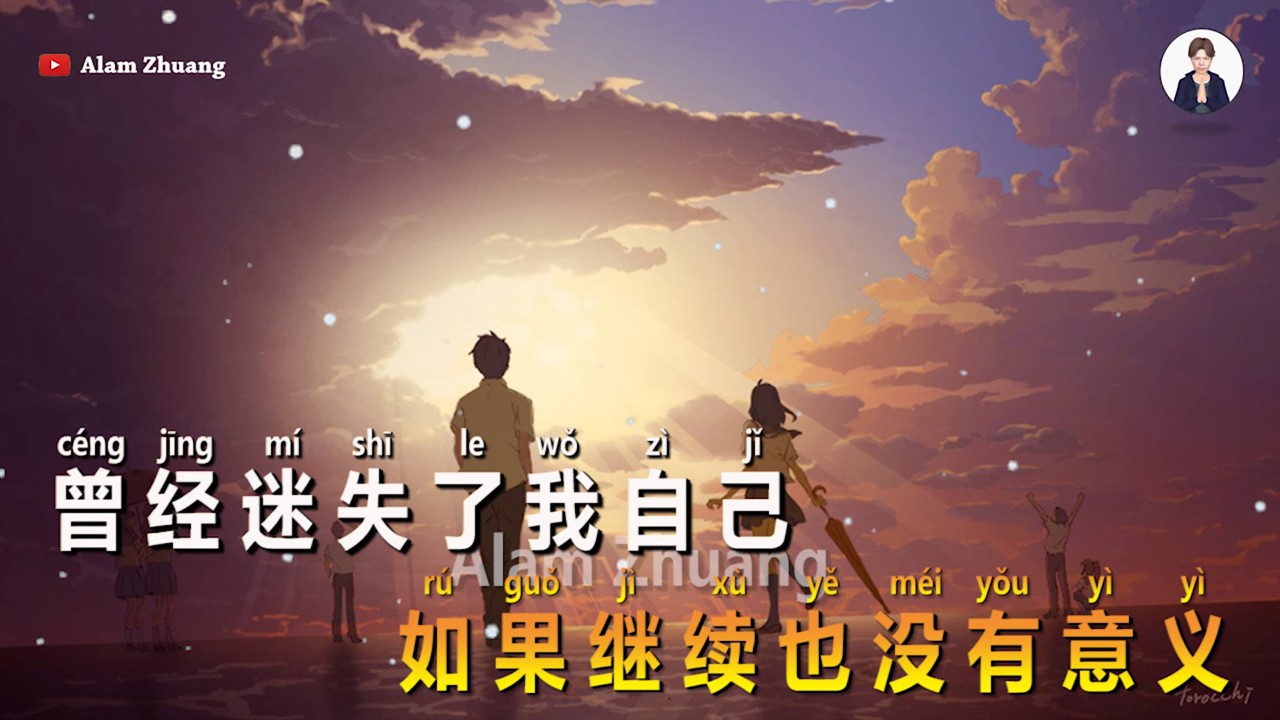 Alam Zhuang
céng jīng mí shī le wǒ zì jǐ
曾经迷失了我自己
Alam Zhuang
rú guǒ jì xù yě méi yǒu yì yì
如果继续也没有意义
torocchi